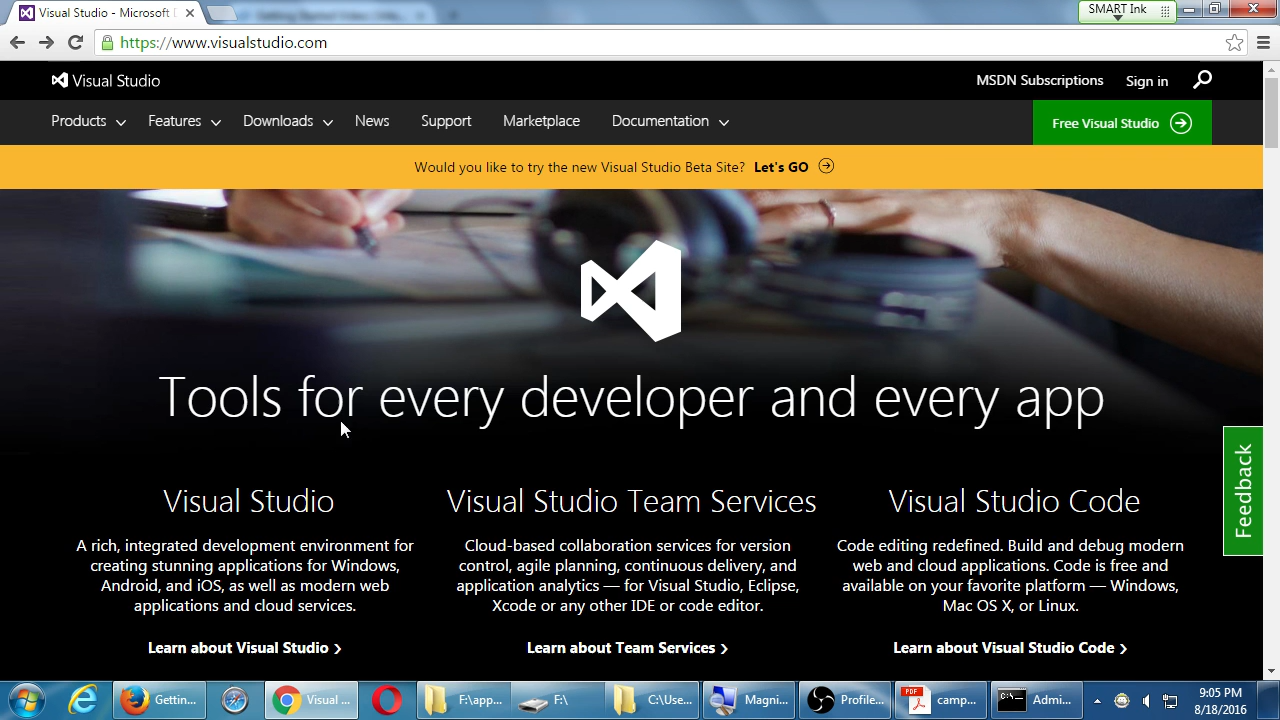 Visual Studio - Microsoft D
SMART Ink
https://www.visualstudio.com
Visual Studio
MSDN Subscriptions
Sign in
Products
Features
Downloads
News
Support
Marketplace
Documentation
Free Visual Studio
Would you like to try the new Visual Studio Beta Site? Let's GO
Tools for every developer and every app
Visual Studio
A rich, integrated development environment for
creating stunning applications for Windows,
Android, and iOS, as well as modern web
applications and cloud services.
Learn about Visual Studio
Visual Studio Team Services
Cloud-based collaboration services for version
control, agile planning, continuous delivery, and
application analytics — for Visual Studio, Eclipse,
Xcode or any other IDE or code editor.
Learn about Team Services
Visual Studio Code
Code editing redefined. Build and debug modern
web and cloud applications. Code is free and
available on your favorite platform — Windows,
Mac OS X, or Linux.
Learn about Visual Studio Code
Feedback
Gettin...
Visual ...
F:\app...
F:\
C:\Use...
Magni...
Profile...
PDF
camp...
Admi...
9:05 PM
8/18/2016